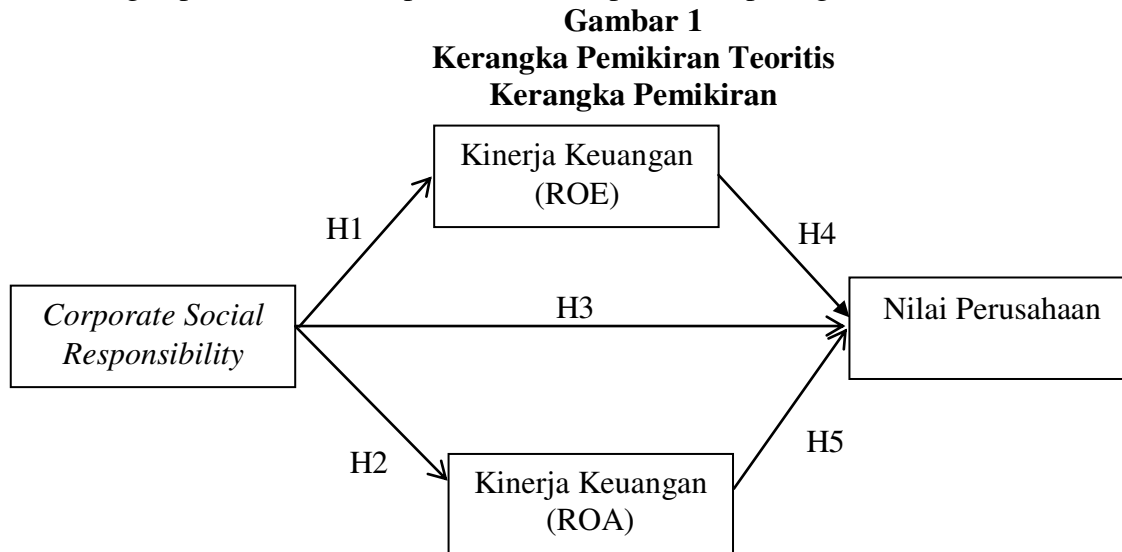 Gambar 1
Kerangka Pemikiran Teoritis
Kerangka Pemikiran
Kinerja Keuangan
(ROE)
H1
H4
Corporate Social
Responsibility
H3
Nilai Perusahaan
H2
H5
Kinerja Keuangan
(ROA)